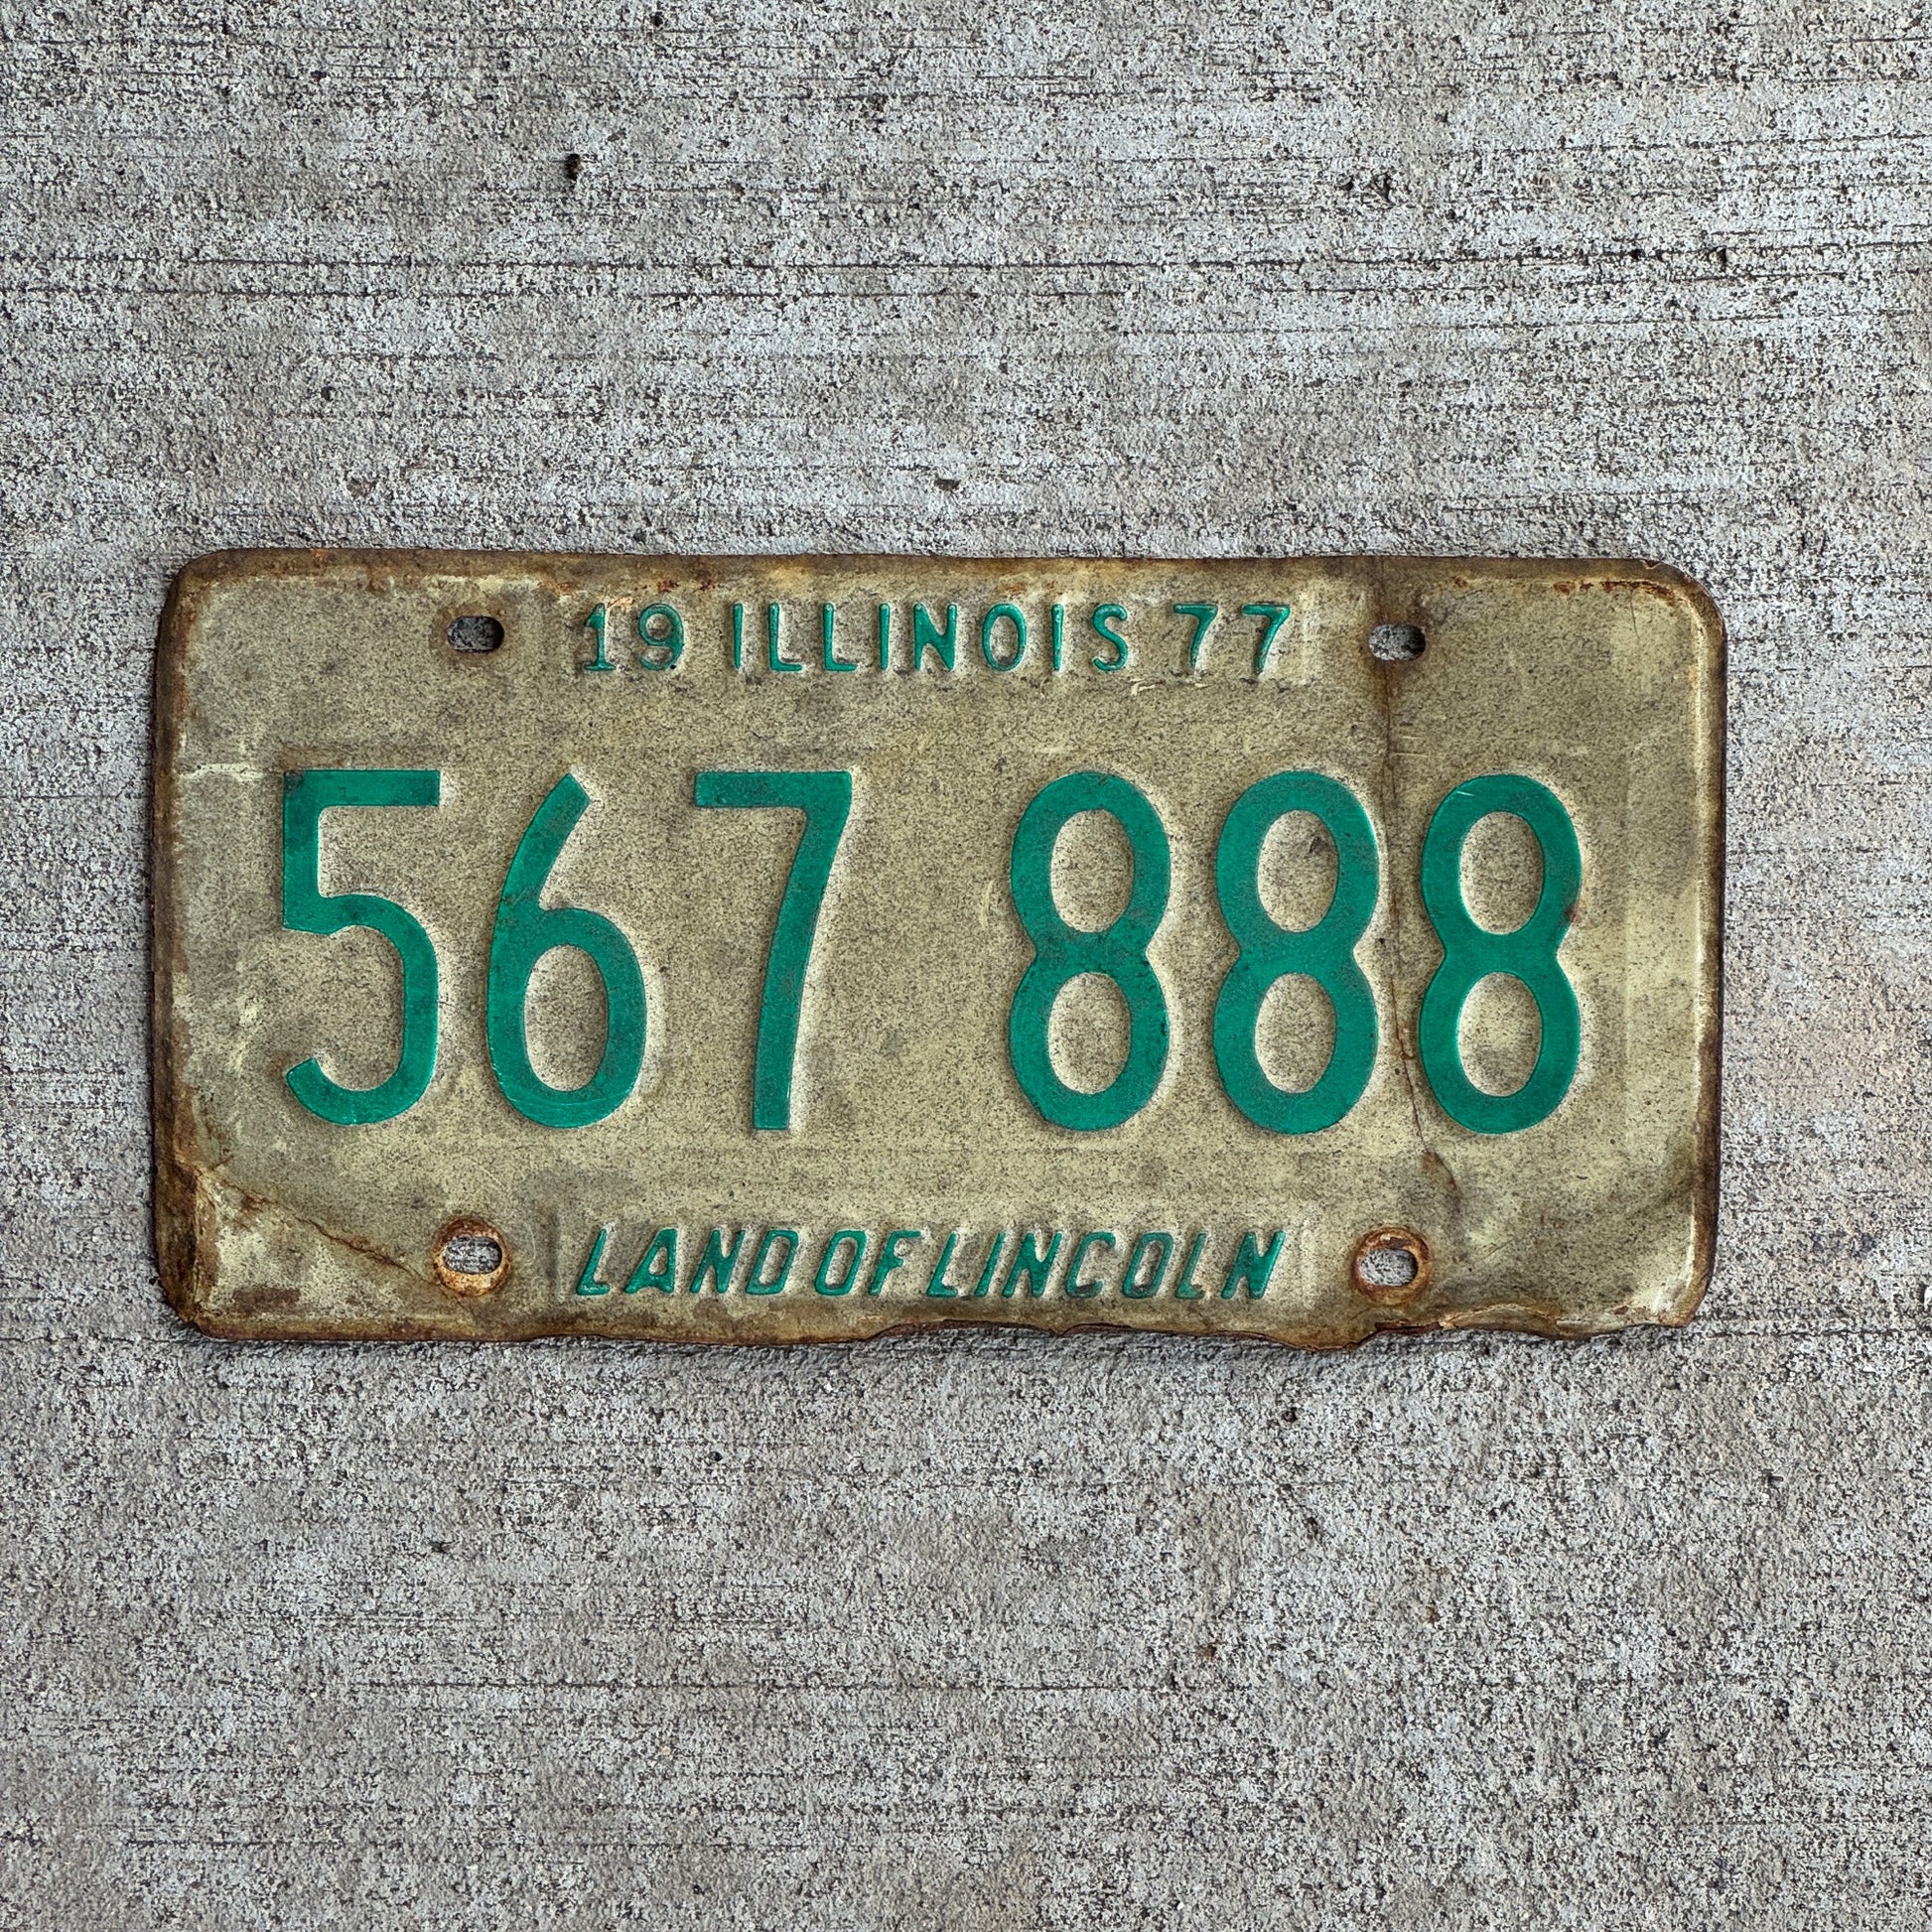 19 ILLINOIS 77
567 888
LAND OF LINCOLN